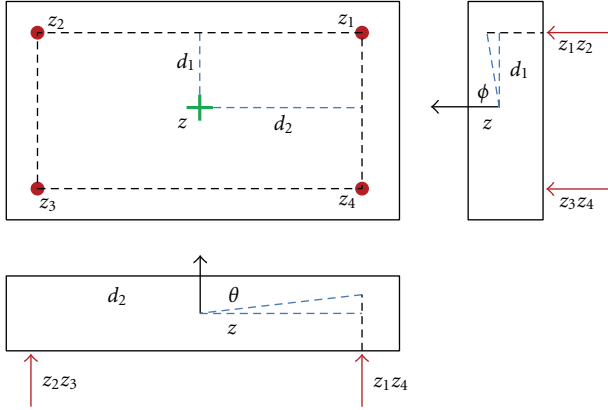 z₂
z₁
d₁
z
d₂
z₃
z₄
z₁z₂
d₁
ϕ
z
z₃z₄
d₂
θ
z
z₂z₃
z₁z₄